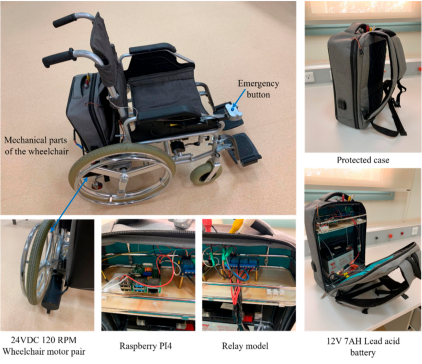 Emergency
button
Mechanical parts
of the wheelchair
Protected case
24VDC 120 RPM
Wheelchair motor pair
Raspberry PI4
Relay model
12V 7AH Lead acid
battery